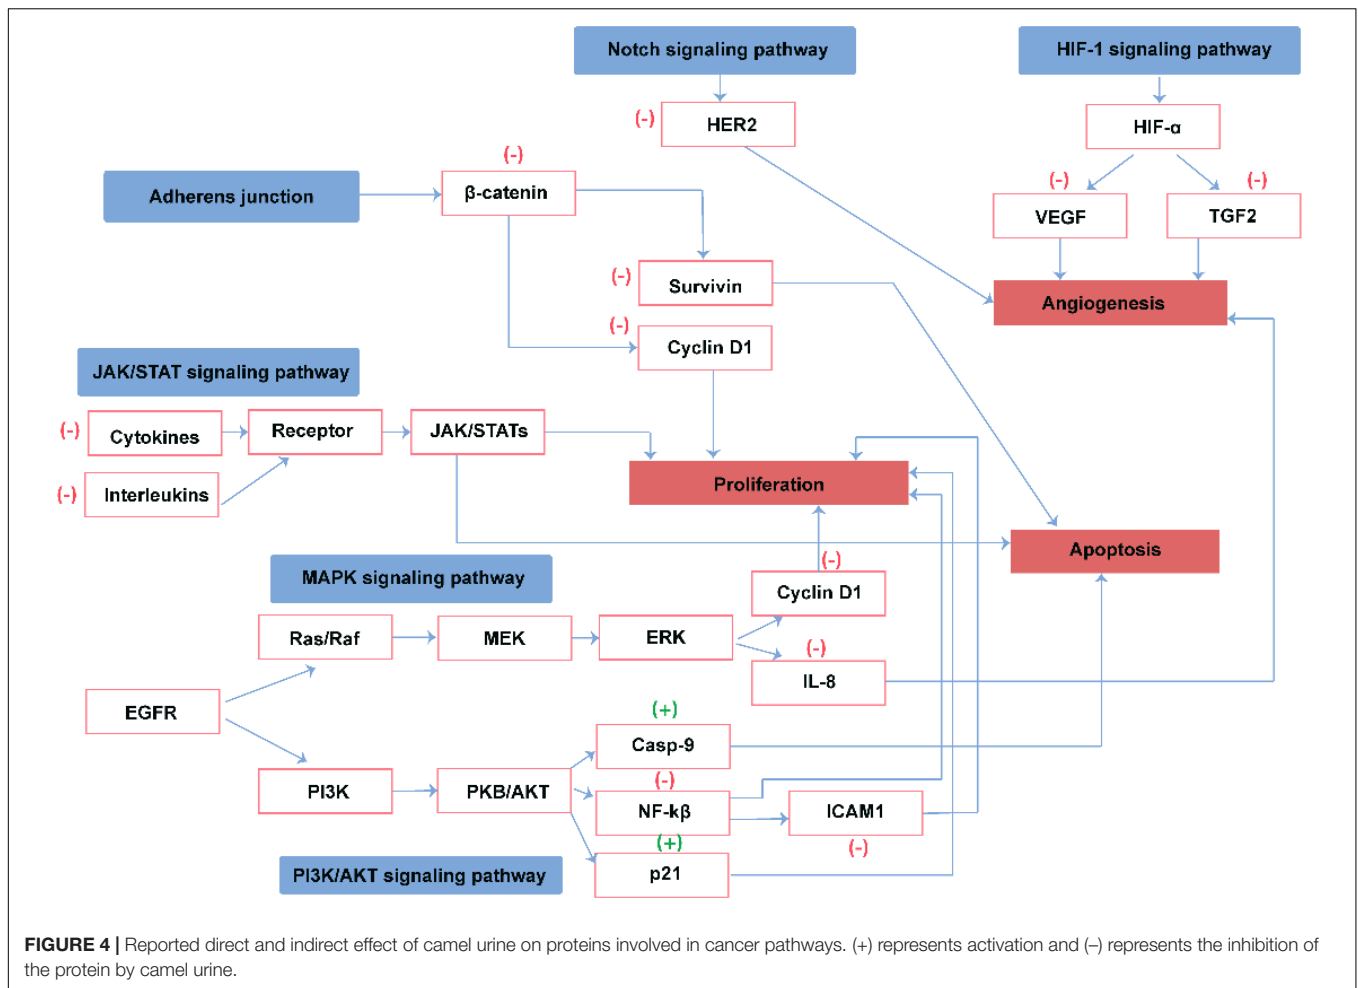 Notch signaling pathway
HIF-1 signaling pathway
(-)
HER2
HIF-α
(-)
Adherens junction
β-catenin
(-)
VEGF
(-)
TGF2
(-)
Survivin
Angiogenesis
(-)
Cyclin D1
JAK/STAT signaling pathway
(-)
Cytokines
Receptor
JAK/STATs
(-)
Interleukins
Proliferation
Apoptosis
MAPK signaling pathway
(-)
Cyclin D1
Ras/Raf
MEK
ERK
(-)
IL-8
EGFR
(+)
Casp-9
PI3K
PKB/AKT
(-)
NF-kβ
ICAM1
(-)
(+)
p21
PI3K/AKT signaling pathway
FIGURE 4 | Reported direct and indirect effect of camel urine on proteins involved in cancer pathways. (+) represents activation and (–) represents the inhibition of
the protein by camel urine.